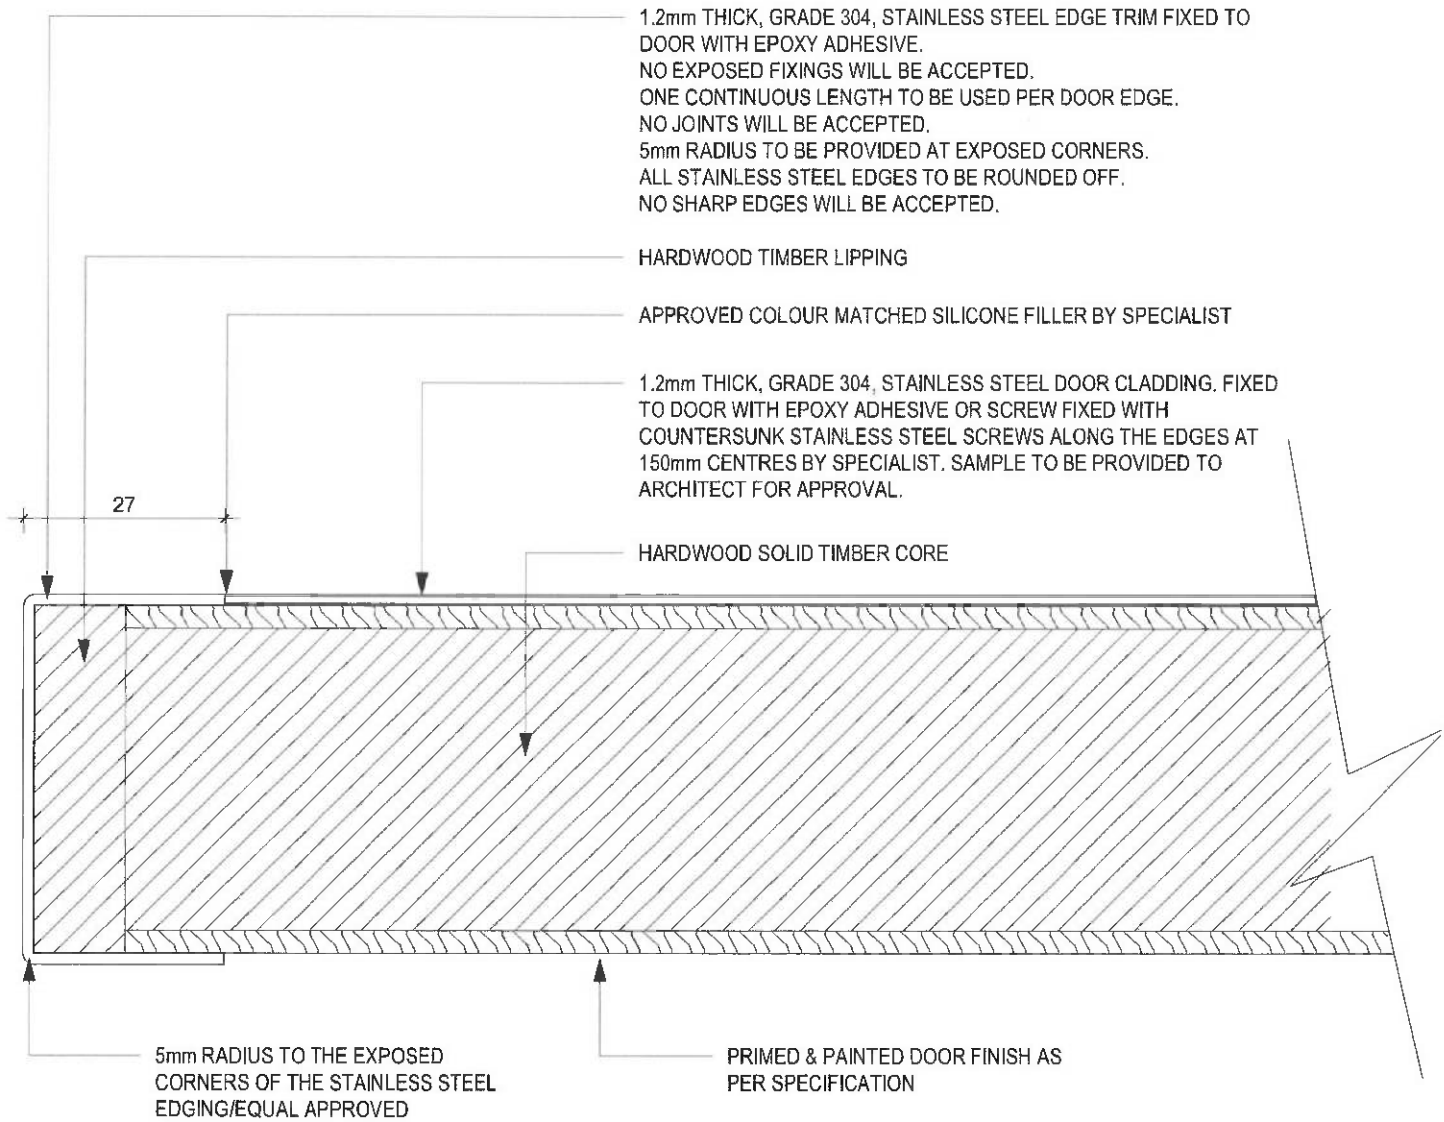 1.2mm THICK, GRADE 304, STAINLESS STEEL EDGE TRIM FIXED TO
DOOR WITH EPOXY ADHESIVE.
NO EXPOSED FIXINGS WILL BE ACCEPTED.
ONE CONTINUOUS LENGTH TO BE USED PER DOOR EDGE.
NO JOINTS WILL BE ACCEPTED.
5mm RADIUS TO BE PROVIDED AT EXPOSED CORNERS.
ALL STAINLESS STEEL EDGES TO BE ROUNDED OFF.
NO SHARP EDGES WILL BE ACCEPTED.
HARDWOOD TIMBER LIPPING
APPROVED COLOUR MATCHED SILICONE FILLER BY SPECIALIST
1.2mm THICK, GRADE 304, STAINLESS STEEL DOOR CLADDING. FIXED
TO DOOR WITH EPOXY ADHESIVE OR SCREW FIXED WITH
COUNTERSUNK STAINLESS STEEL SCREWS ALONG THE EDGES AT
150mm CENTRES BY SPECIALIST. SAMPLE TO BE PROVIDED TO
ARCHITECT FOR APPROVAL.
27
HARDWOOD SOLID TIMBER CORE
5mm RADIUS TO THE EXPOSED
CORNERS OF THE STAINLESS STEEL
EDGING/EQUAL APPROVED
PRIMED & PAINTED DOOR FINISH AS
PER SPECIFICATION